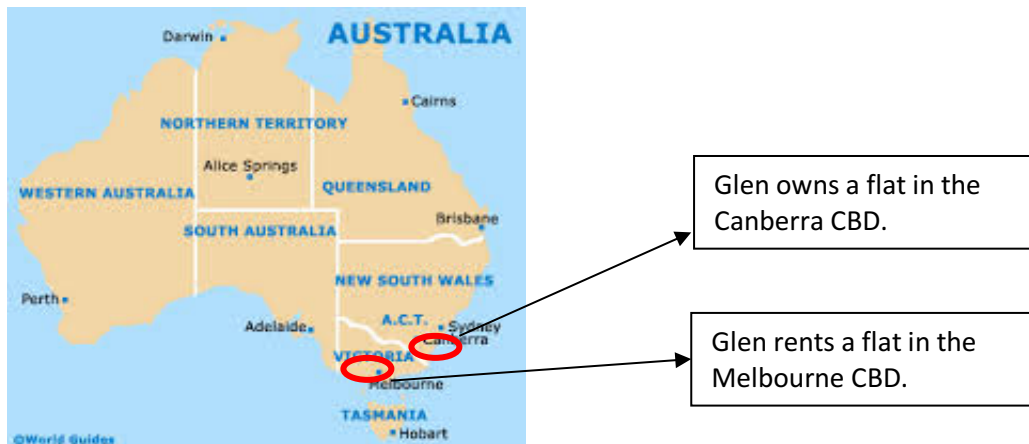 AUSTRALIA
Darwin
Cairns
NORTHERN TERRITORY
Alice Springs
WESTERN AUSTRALIA
QUEENSLAND
Glen owns a flat in the
Canberra CBD.
Brisbane
SOUTH AUSTRALIA
NEW SOUTH WALES
Perth
Adelaide
A.C.T.
Sydney
Canberra
VICTORIA
Glen rents a flat in the
Melbourne CBD.
Melbourne
TASMANIA
Hobart
©World Guides